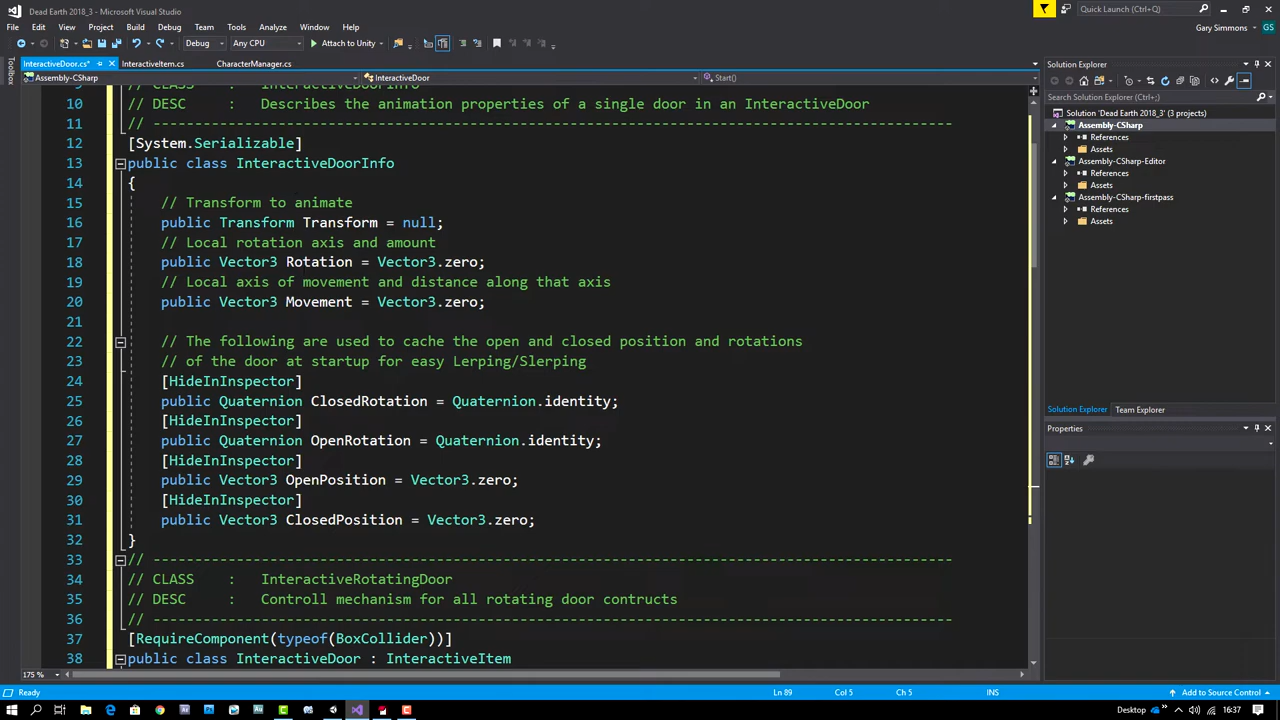 Dead Earth 2018_3 - Microsoft Visual Studio
Quick Launch (Ctrl+Q)
File Edit View Project Build Debug Team Tools Analyze Window Help
Gary Simmons GS
Debug Any CPU Attach to Unity
InteractiveDoor.cs* InteractiveItem.cs CharacterManager.cs
Assembly-CSharp InteractiveDoor Start()
Toolbox
9 // CLASS : InteractiveDoorInfo
10 // DESC : Describes the animation properties of a single door in an InteractiveDoor
11 // ------------------------------------------------------------------------------------------------
12 [System.Serializable]
13 public class InteractiveDoorInfo
14 {
15 // Transform to animate
16 public Transform Transform = null;
17 // Local rotation axis and amount
18 public Vector3 Rotation = Vector3.zero;
19 // Local axis of movement and distance along that axis
20 public Vector3 Movement = Vector3.zero;
21
22 // The following are used to cache the open and closed position and rotations
23 // of the door at startup for easy Lerping/Slerping
24 [HideInInspector]
25 public Quaternion ClosedRotation = Quaternion.identity;
26 [HideInInspector]
27 public Quaternion OpenRotation = Quaternion.identity;
28 [HideInInspector]
29 public Vector3 OpenPosition = Vector3.zero;
30 [HideInInspector]
31 public Vector3 ClosedPosition = Vector3.zero;
32 }
33 // ------------------------------------------------------------------------------------------------
34 // CLASS : InteractiveRotatingDoor
35 // DESC : Controll mechanism for all rotating door contructs
36 // ------------------------------------------------------------------------------------------------
37 [RequireComponent(typeof(BoxCollider))]
38 public class InteractiveDoor : InteractiveItem
175 %
Solution Explorer
Search Solution Explorer (Ctrl+;)
Solution 'Dead Earth 2018_3' (3 projects)
Assembly-CSharp
References
Assets
Assembly-CSharp-Editor
References
Assets
Assembly-CSharp-firstpass
References
Assets
Solution Explorer Team Explorer
Properties
Ready Ln 89 Col 5 Ch 5 INS Add to Source Control
Desktop 16:37